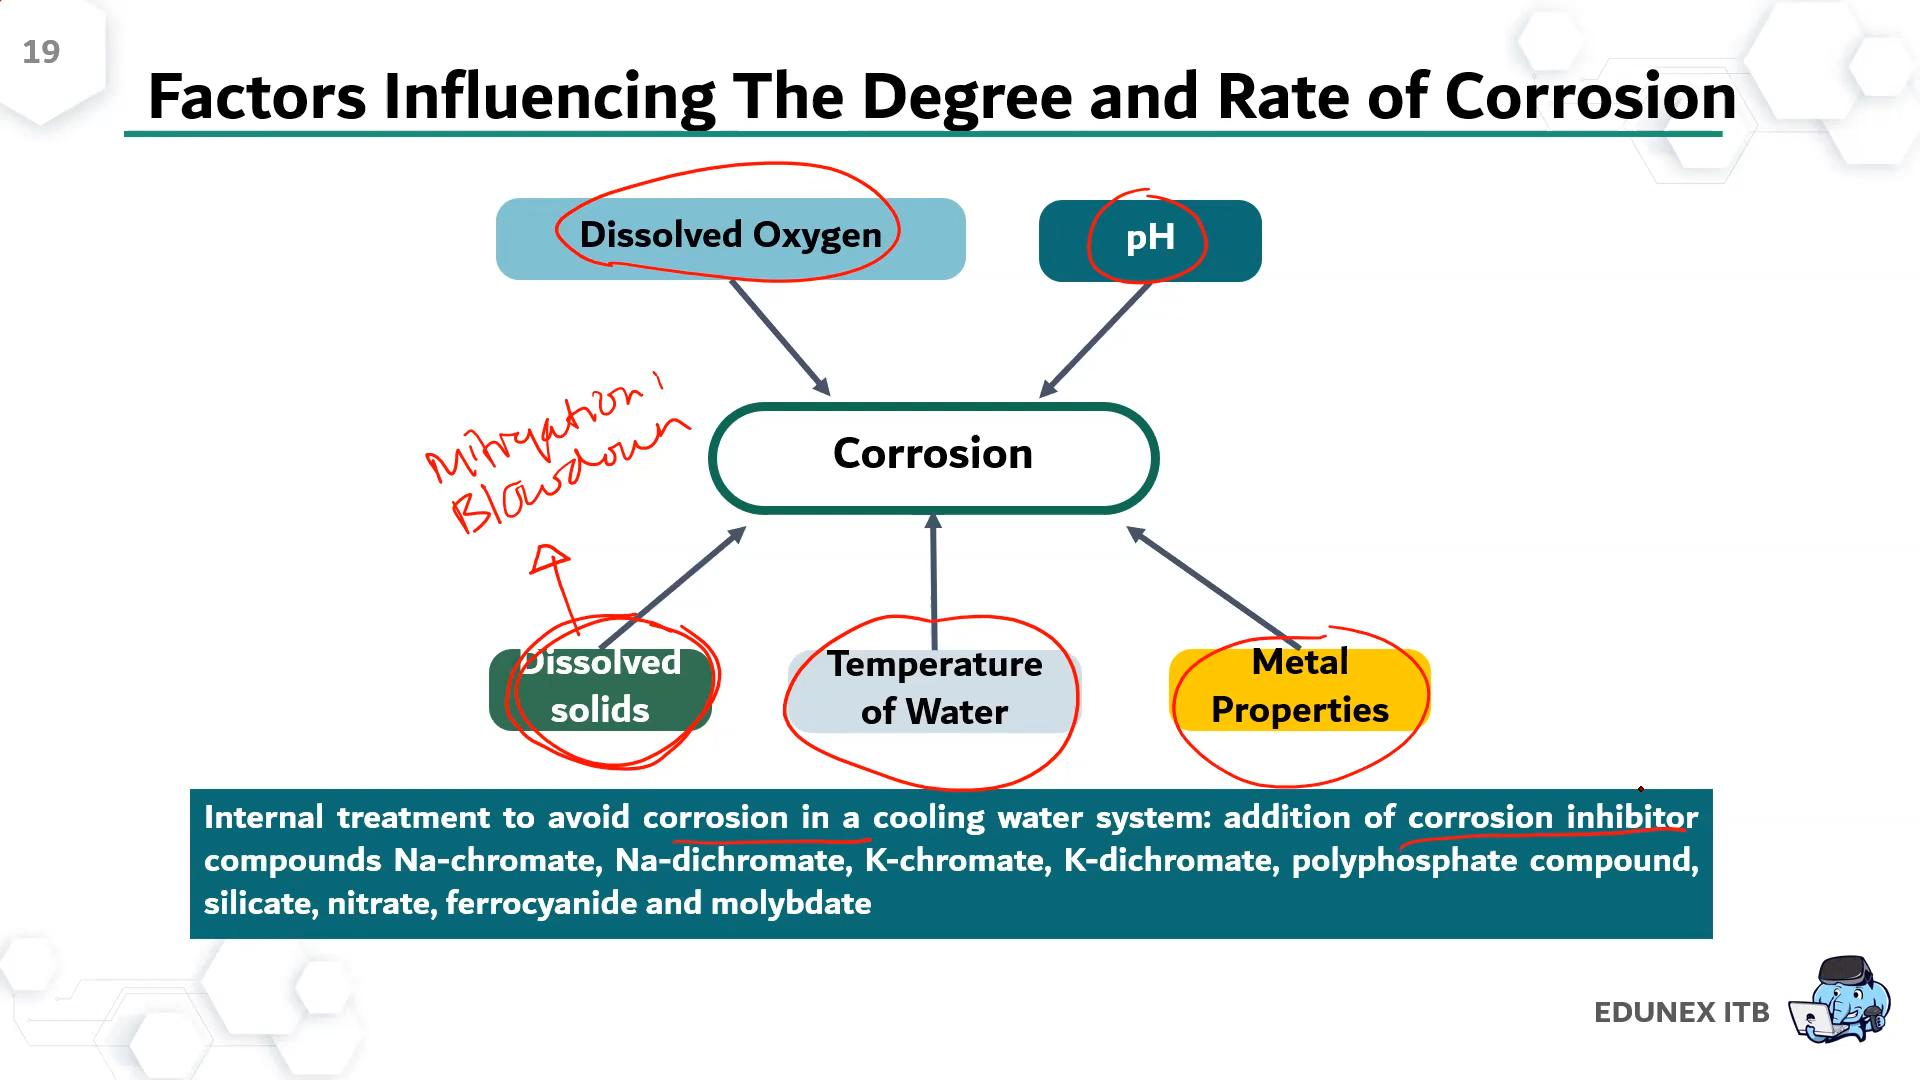 19
Factors Influencing The Degree and Rate of Corrosion
Dissolved Oxygen
pH
Mitigation:
Blowdown
Corrosion
Dissolved
solids
Temperature
of Water
Metal
Properties
Internal treatment to avoid corrosion in a cooling water system: addition of corrosion inhibitor
compounds Na-chromate, Na-dichromate, K-chromate, K-dichromate, polyphosphate compound,
silicate, nitrate, ferrocyanide and molybdate
EDUNEX ITB